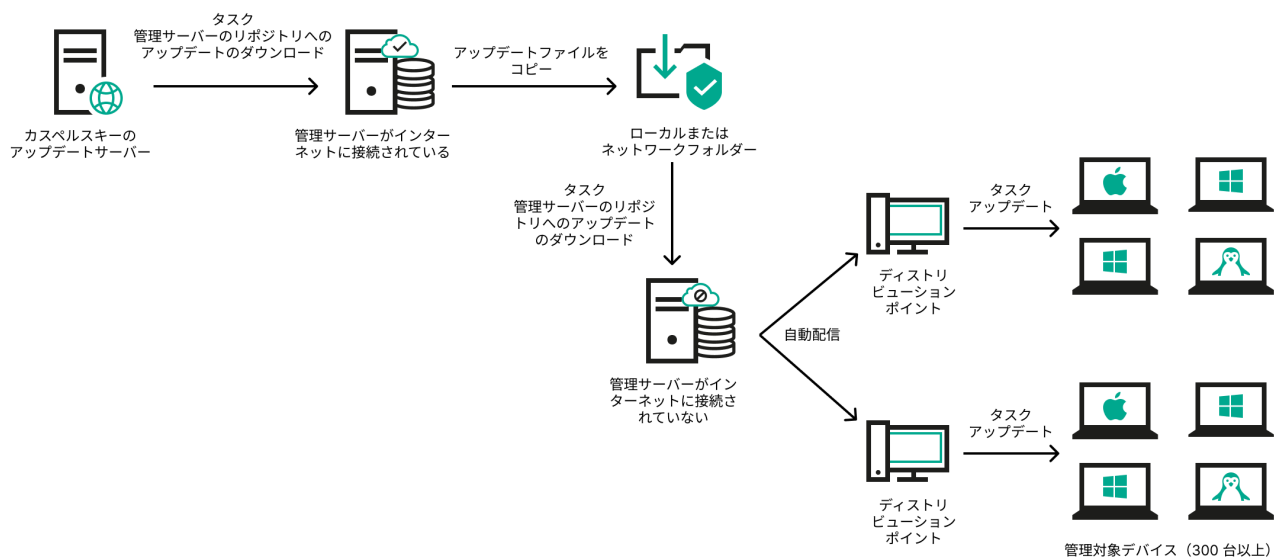 タスク
管理サーバーのリポジトリへの
アップデートのダウンロード
カスペルスキーの
アップデートサーバー
管理サーバーがインター
ネットに接続されている
アップデートファイルを
コピー
ローカルまたは
ネットワークフォルダー
タスク
管理サーバーのリポジ
トリへのアップデート
のダウンロード
管理サーバーがイン
ターネットに接続さ
れていない
自動配信
ディストリ
ビューション
ポイント
タスク
アップデート
ディストリ
ビューション
ポイント
タスク
アップデート
管理対象デバイス（300 台以上）